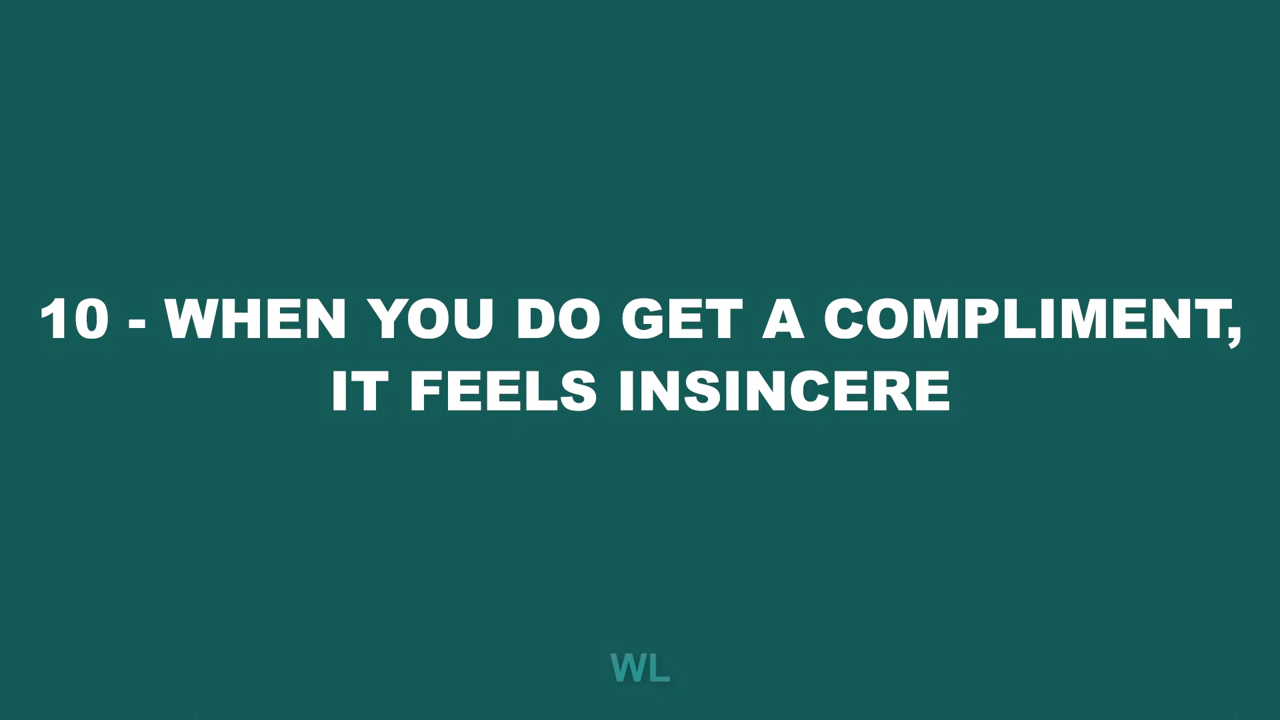 10 - WHEN YOU DO GET A COMPLIMENT,
IT FEELS INSINCERE
WL